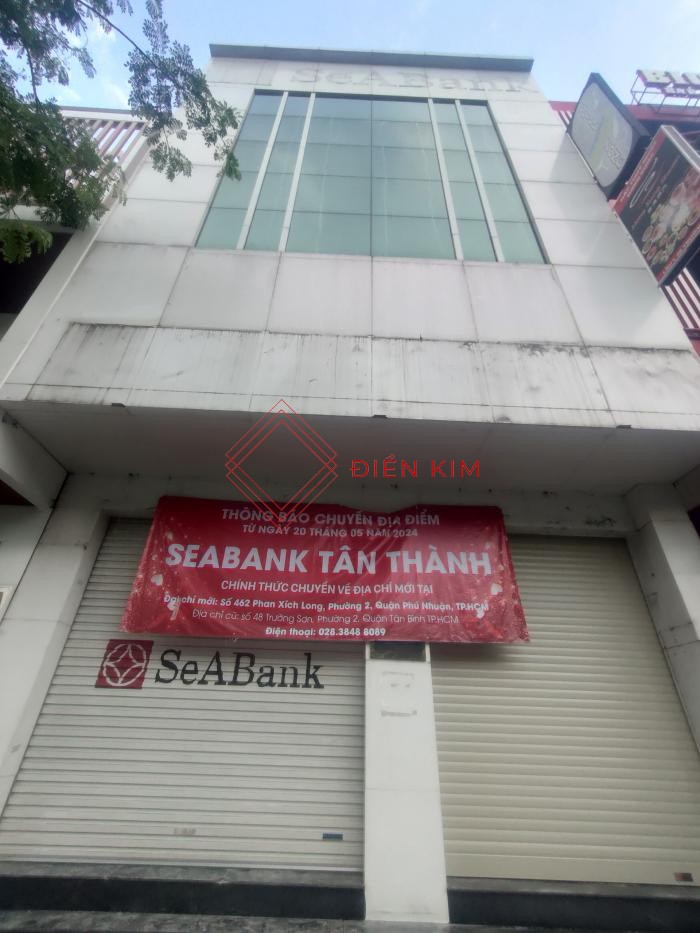 SeABank
ĐIỀN KIM
THÔNG BÁO CHUYỂN ĐỊA ĐIỂM
TỪ NGÀY 20 THÁNG 05 NĂM 2024
SEABANK TÂN THÀNH
CHÍNH THỨC CHUYỂN VỀ ĐỊA CHỈ MỚI TẠI
Địa chỉ mới: Số 462 Phan Xích Long, Phường 2, Quận Phú Nhuận, TP.HCM
Địa chỉ cũ: số 48 Trường Sơn, Phường 2, Quận Tân Bình TP.HCM
Điện thoại: 028.3848 8089
SeABank